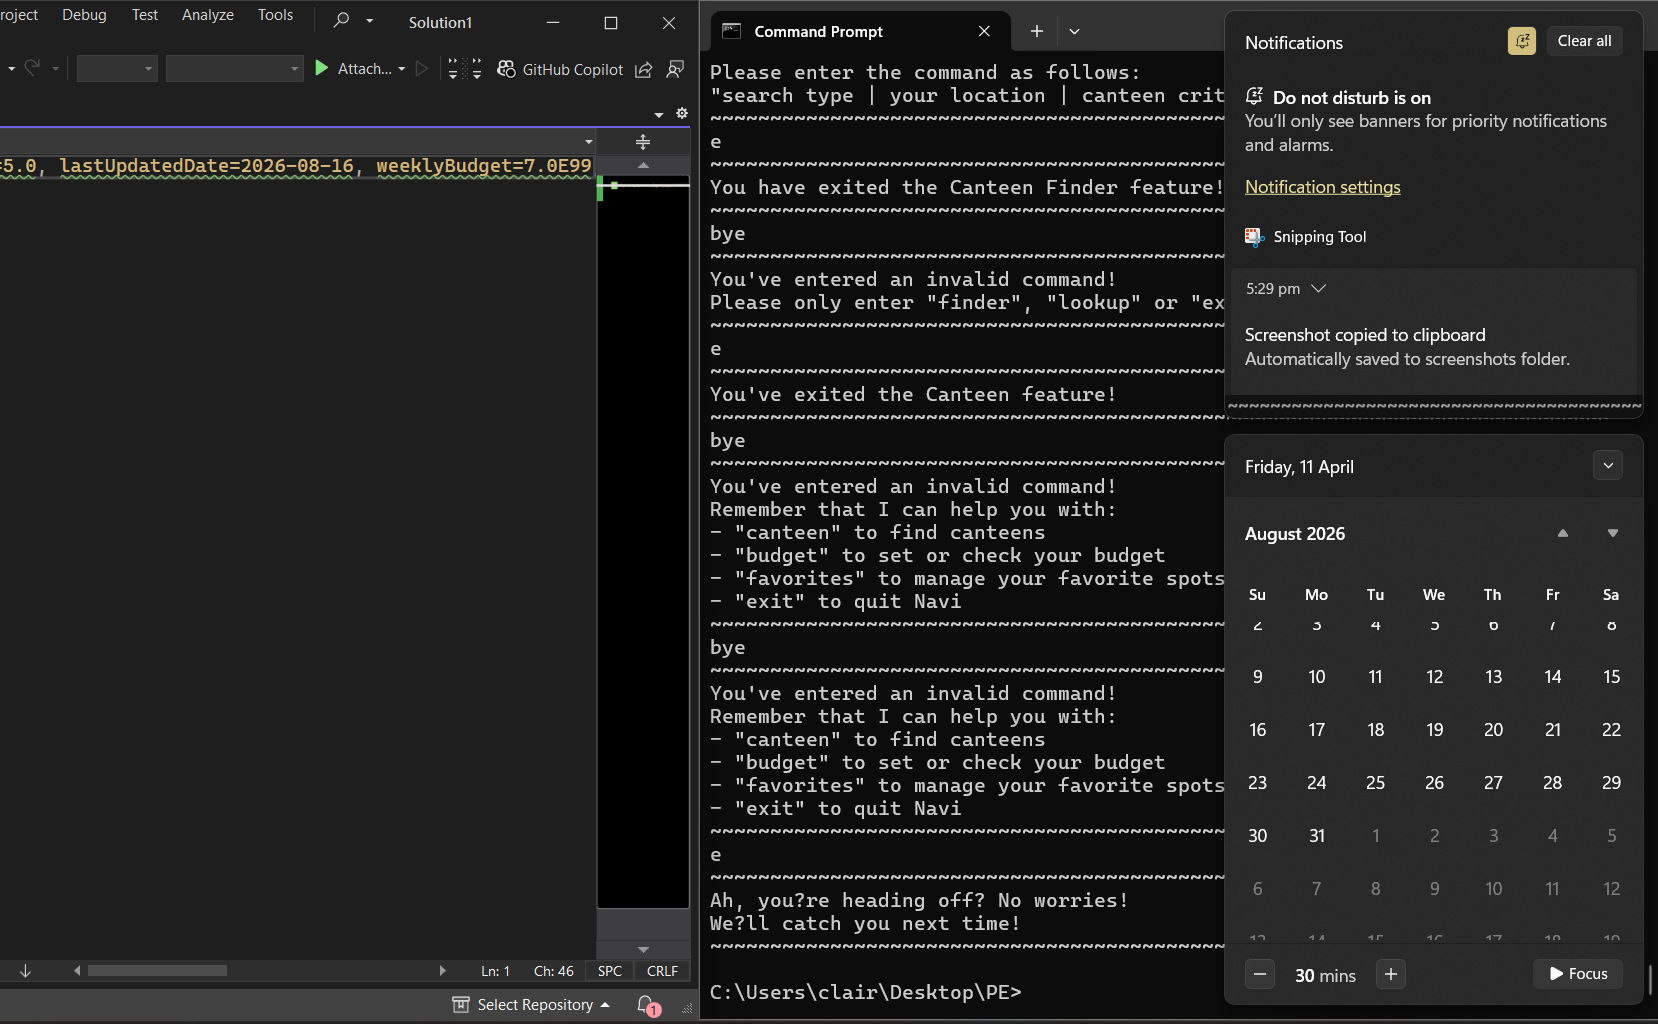 roject Debug Test Analyze Tools Solution1
Attach... GitHub Copilot
=5.0, lastUpdatedDate=2026-08-16, weeklyBudget=7.0E99
Ln: 1 Ch: 46 SPC CRLF
Select Repository 1
Command Prompt
Please enter the command as follows:
"search type | your location | canteen crit
~~~~~~~~~~~~~~~~~~~~~~~~~~~~~~~~~~~~~~~~~~~
e
~~~~~~~~~~~~~~~~~~~~~~~~~~~~~~~~~~~~~~~~~~~
You have exited the Canteen Finder feature!
~~~~~~~~~~~~~~~~~~~~~~~~~~~~~~~~~~~~~~~~~~~
bye
~~~~~~~~~~~~~~~~~~~~~~~~~~~~~~~~~~~~~~~~~~~
You've entered an invalid command!
Please only enter "finder", "lookup" or "ex
~~~~~~~~~~~~~~~~~~~~~~~~~~~~~~~~~~~~~~~~~~~
e
~~~~~~~~~~~~~~~~~~~~~~~~~~~~~~~~~~~~~~~~~~~
You've exited the Canteen feature!
~~~~~~~~~~~~~~~~~~~~~~~~~~~~~~~~~~~~~~~~~~~
bye
~~~~~~~~~~~~~~~~~~~~~~~~~~~~~~~~~~~~~~~~~~~
You've entered an invalid command!
Remember that I can help you with:
- "canteen" to find canteens
- "budget" to set or check your budget
- "favorites" to manage your favorite spots
- "exit" to quit Navi
~~~~~~~~~~~~~~~~~~~~~~~~~~~~~~~~~~~~~~~~~~~
bye
~~~~~~~~~~~~~~~~~~~~~~~~~~~~~~~~~~~~~~~~~~~
You've entered an invalid command!
Remember that I can help you with:
- "canteen" to find canteens
- "budget" to set or check your budget
- "favorites" to manage your favorite spots
- "exit" to quit Navi
~~~~~~~~~~~~~~~~~~~~~~~~~~~~~~~~~~~~~~~~~~~
e
~~~~~~~~~~~~~~~~~~~~~~~~~~~~~~~~~~~~~~~~~~~
Ah, you?re heading off? No worries!
We?ll catch you next time!
~~~~~~~~~~~~~~~~~~~~~~~~~~~~~~~~~~~~~~~~~~~
C:\Users\clair\Desktop\PE>
Notifications Clear all
Do not disturb is on
You'll only see banners for priority notifications
and alarms.
Notification settings
Snipping Tool
5:29 pm
Screenshot copied to clipboard
Automatically saved to screenshots folder.
Friday, 11 April
August 2026
Su Mo Tu We Th Fr Sa
2 3 4 5 6 7 8
9 10 11 12 13 14 15
16 17 18 19 20 21 22
23 24 25 26 27 28 29
30 31 1 2 3 4 5
6 7 8 9 10 11 12
13 14 15 16 17 18 19
30 mins Focus